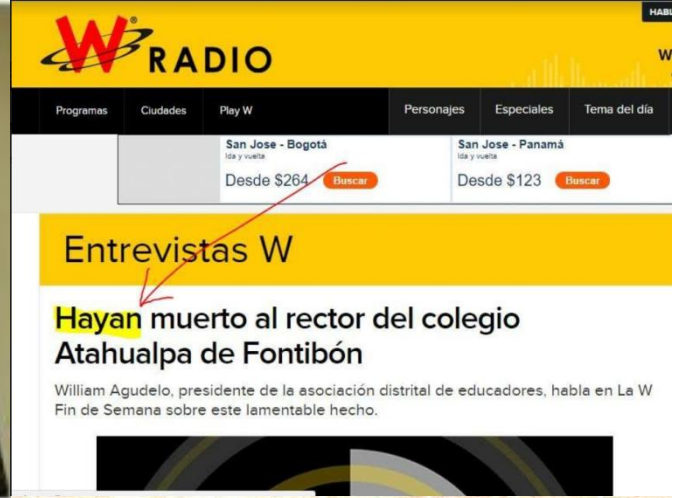 HABL
W RADIO
W
Programas Ciudades Play W Personajes Especiales Tema del día
San Jose - Bogotá San Jose - Panamá
Ida y vuelta Ida y vuelta
Desde $264 Buscar Desde $123 Buscar
Entrevistas W
Hayan muerto al rector del colegio
Atahualpa de Fontibón
William Agudelo, presidente de la asociación distrital de educadores, habla en La W
Fin de Semana sobre este lamentable hecho.